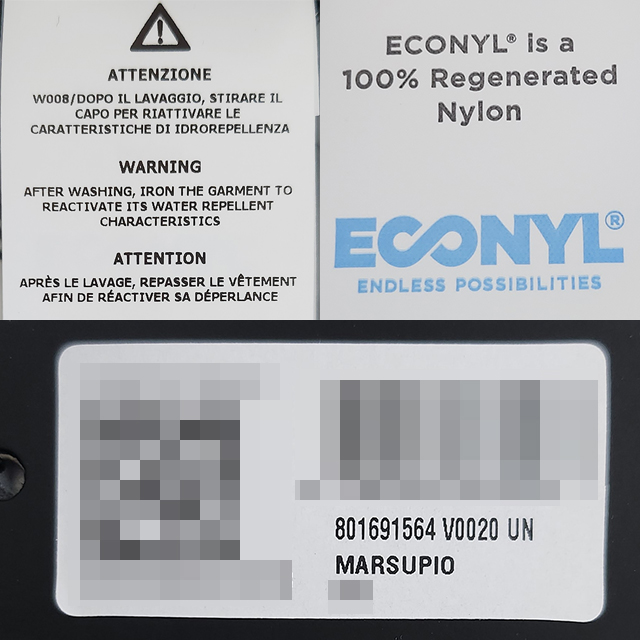 ATTENZIONE
W008/DOPO IL LAVAGGIO, STIRARE IL
CAPO PER RIATTIVARE LE
CARATTERISTICHE DI IDROREPELLENZA
WARNING
AFTER WASHING, IRON THE GARMENT TO
REACTIVATE ITS WATER REPELLENT
CHARACTERISTICS
ATTENTION
APRÈS LE LAVAGE, REPASSER LE VÊTEMENT
AFIN DE RÉACTIVER SA DÉPERLANCE
ECONYL® is a
100% Regenerated
Nylon
ECONYL®
ENDLESS POSSIBILITIES
801691564 V0020 UN
MARSUPIO